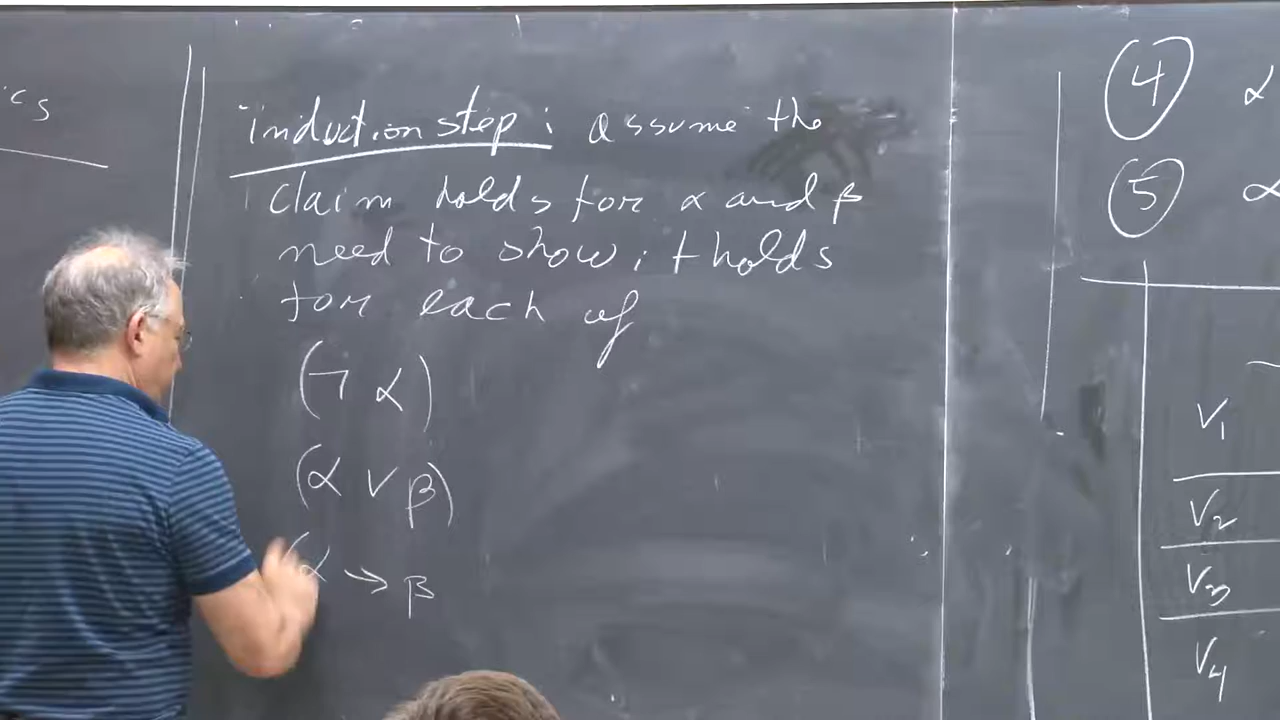 cs
induction step: assume the
claim holds for α and β
need to show it holds
for each of
(¬ α)
(α ∨ β)
(α → β
④ α
⑤ α
V₁
V₂
V₃
V₄